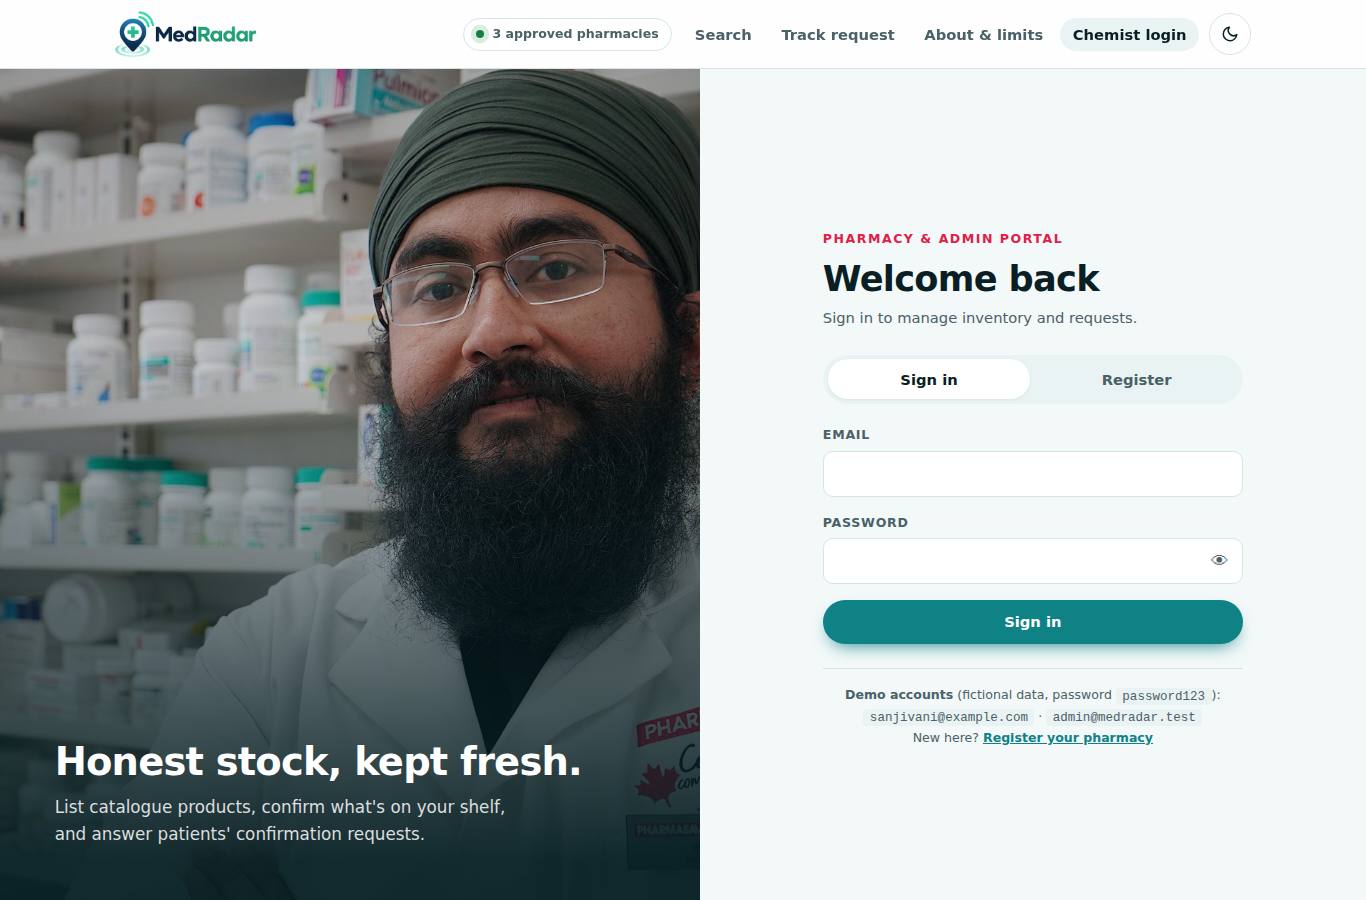 MedRadar
3 approved pharmacies
Search
Track request
About & limits
Chemist login
Pulmic
PHAR
PHARMASAV
Honest stock, kept fresh.
List catalogue products, confirm what's on your shelf,
and answer patients' confirmation requests.
PHARMACY & ADMIN PORTAL
Welcome back
Sign in to manage inventory and requests.
Sign in
Register
EMAIL
PASSWORD
Sign in
Demo accounts (fictional data, password password123 ):
sanjivani@example.com · admin@medradar.test
New here? Register your pharmacy